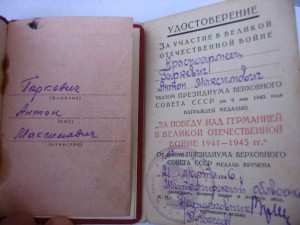 Гаркевич
(фамилия)
Антон
(имя)
Максимович
(отчество)
УДОСТОВЕРЕНИЕ
ЗА УЧАСТИЕ В ВЕЛИКОЙ
ОТЕЧЕСТВЕННОЙ ВОЙНЕ
Красноармеец
Гаркевич
Антон Максимович
УКАЗОМ ПРЕЗИДИУМА ВЕРХОВНОГО
СОВЕТА СССР от 9 мая 1945 года
НАГРАЖДЕН МЕДАЛЬЮ
„ЗА ПОБЕДУ НАД ГЕРМАНИЕЙ
В ВЕЛИКОЙ ОТЕЧЕСТВЕННОЙ
ВОЙНЕ 1941—1945 гг.“
ПРЕЗИДИУМА ВЕРХОВНОГО
СОВЕТА СССР МЕДАЛЬ ВРУЧЕНА
марта 6